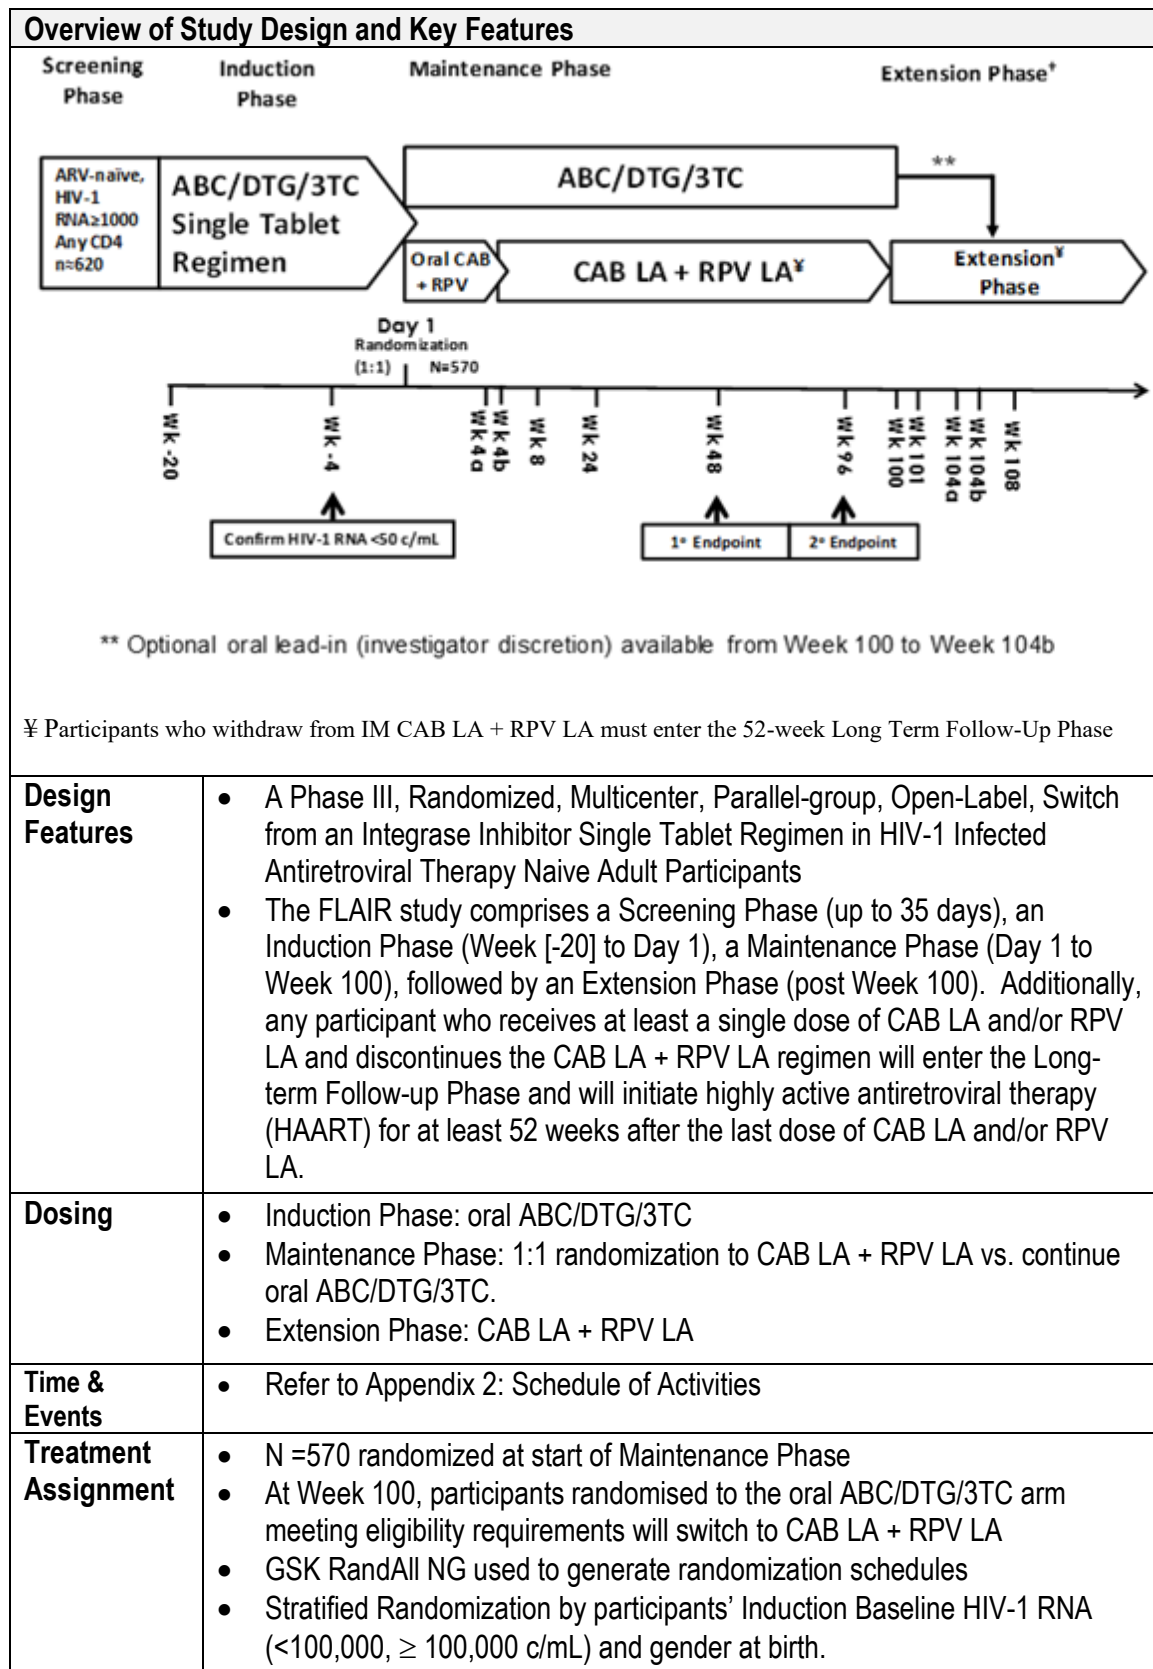 Overview of Study Design and Key Features
Screening Phase
Induction Phase
Maintenance Phase
Extension Phase†
ARV-naïve,
HIV-1
RNA≥1000
Any CD4
n≈620
ABC/DTG/3TC
Single Tablet
Regimen
ABC/DTG/3TC
**
Oral CAB
+ RPV
CAB LA + RPV LA¥
Extension¥
Phase
Day 1
Randomization
(1:1) N=570
wk -20
wk -4
wk 4a
wk 4b
wk 8
wk 24
wk 48
wk 96
wk 100
wk 101
wk 104a
wk 104b
wk 108
Confirm HIV-1 RNA <50 c/mL
1° Endpoint
2° Endpoint
** Optional oral lead-in (investigator discretion) available from Week 100 to Week 104b
¥ Participants who withdraw from IM CAB LA + RPV LA must enter the 52-week Long Term Follow-Up Phase
Design
Features
• A Phase III, Randomized, Multicenter, Parallel-group, Open-Label, Switch
from an Integrase Inhibitor Single Tablet Regimen in HIV-1 Infected
Antiretroviral Therapy Naive Adult Participants
• The FLAIR study comprises a Screening Phase (up to 35 days), an
Induction Phase (Week [-20] to Day 1), a Maintenance Phase (Day 1 to
Week 100), followed by an Extension Phase (post Week 100). Additionally,
any participant who receives at least a single dose of CAB LA and/or RPV
LA and discontinues the CAB LA + RPV LA regimen will enter the Long-
term Follow-up Phase and will initiate highly active antiretroviral therapy
(HAART) for at least 52 weeks after the last dose of CAB LA and/or RPV
LA.
Dosing
• Induction Phase: oral ABC/DTG/3TC
• Maintenance Phase: 1:1 randomization to CAB LA + RPV LA vs. continue
oral ABC/DTG/3TC.
• Extension Phase: CAB LA + RPV LA
Time &
Events
• Refer to Appendix 2: Schedule of Activities
Treatment
Assignment
• N =570 randomized at start of Maintenance Phase
• At Week 100, participants randomised to the oral ABC/DTG/3TC arm
meeting eligibility requirements will switch to CAB LA + RPV LA
• GSK RandAll NG used to generate randomization schedules
• Stratified Randomization by participants’ Induction Baseline HIV-1 RNA
(<100,000, ≥ 100,000 c/mL) and gender at birth.